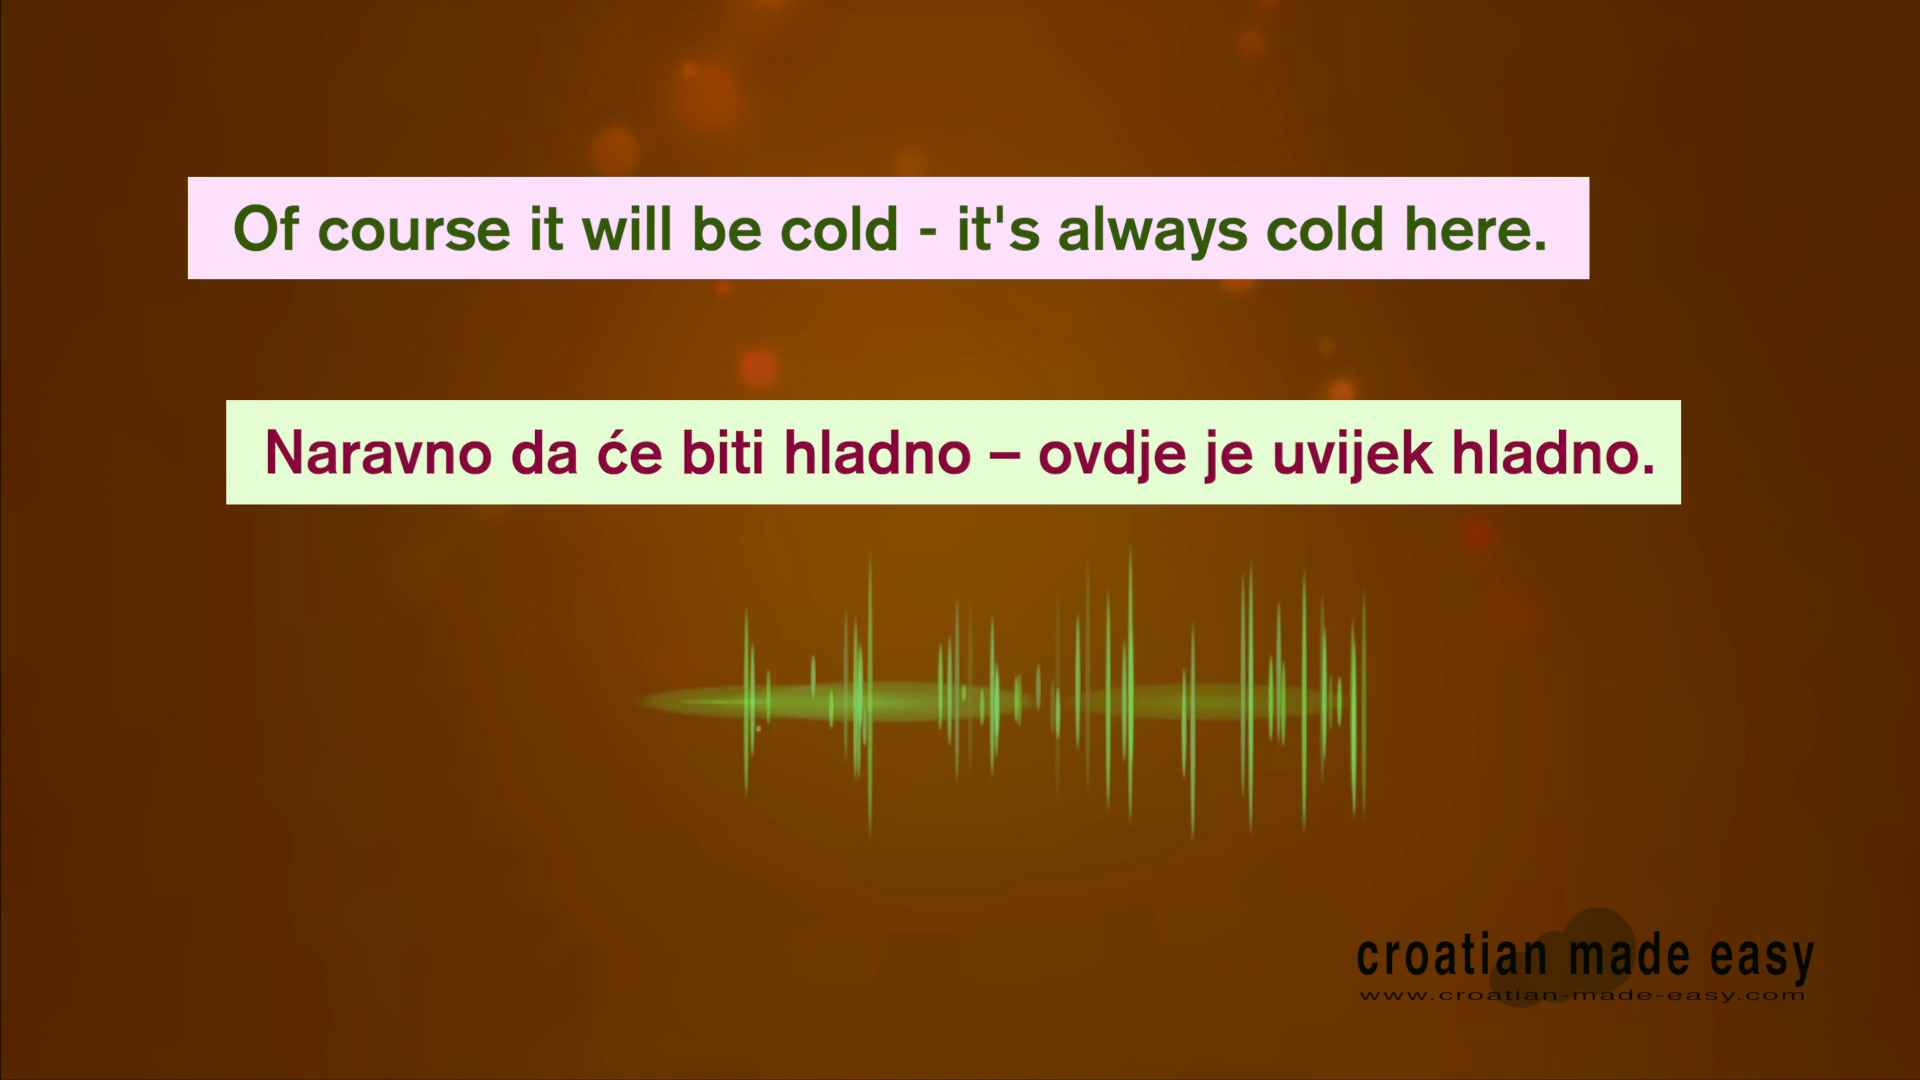 Of course it will be cold - it's always cold here.
Naravno da će biti hladno – ovdje je uvijek hladno.
croatian made easy
www.croatian-made-easy.com